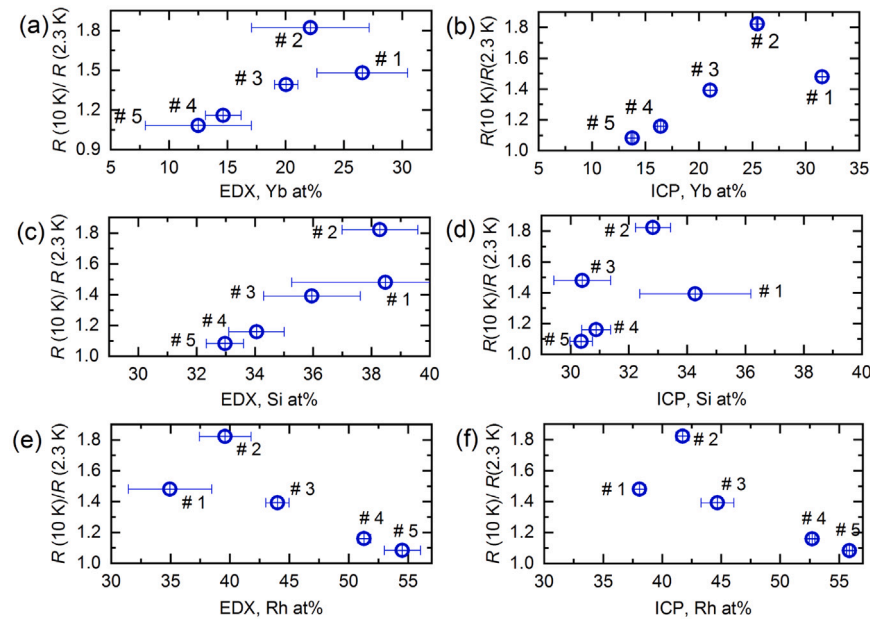 (a)
R (10 K)/ R (2.3 K)
1.8
1.5
1.2
0.9
# 2
# 1
# 3
# 4
# 5
5 10 15 20 25 30
EDX, Yb at%
(b)
R(10 K)/R(2.3 K)
1.8
1.6
1.4
1.2
1.0
# 2
# 3
# 1
# 4
# 5
5 10 15 20 25 30 35
ICP, Yb at%
(c)
R (10 K)/ R (2.3 K)
1.8
1.6
1.4
1.2
1.0
# 2
# 3
# 1
# 4
# 5
30 32 34 36 38 40
EDX, Si at%
(d)
R(10 K)/R(2.3 K)
1.8
1.6
1.4
1.2
1.0
# 2
# 3
# 1
# 4
# 5
30 32 34 36 38 40
ICP, Si at%
(e)
R (10 K)/ R (2.3 K)
1.8
1.6
1.4
1.2
1.0
# 2
# 1
# 3
# 4
# 5
30 35 40 45 50 55
EDX, Rh at%
(f)
R (10 K)/R(2.3 K)
1.8
1.6
1.4
1.2
1.0
# 2
# 1
# 3
# 4
# 5
30 35 40 45 50 55
ICP, Rh at%